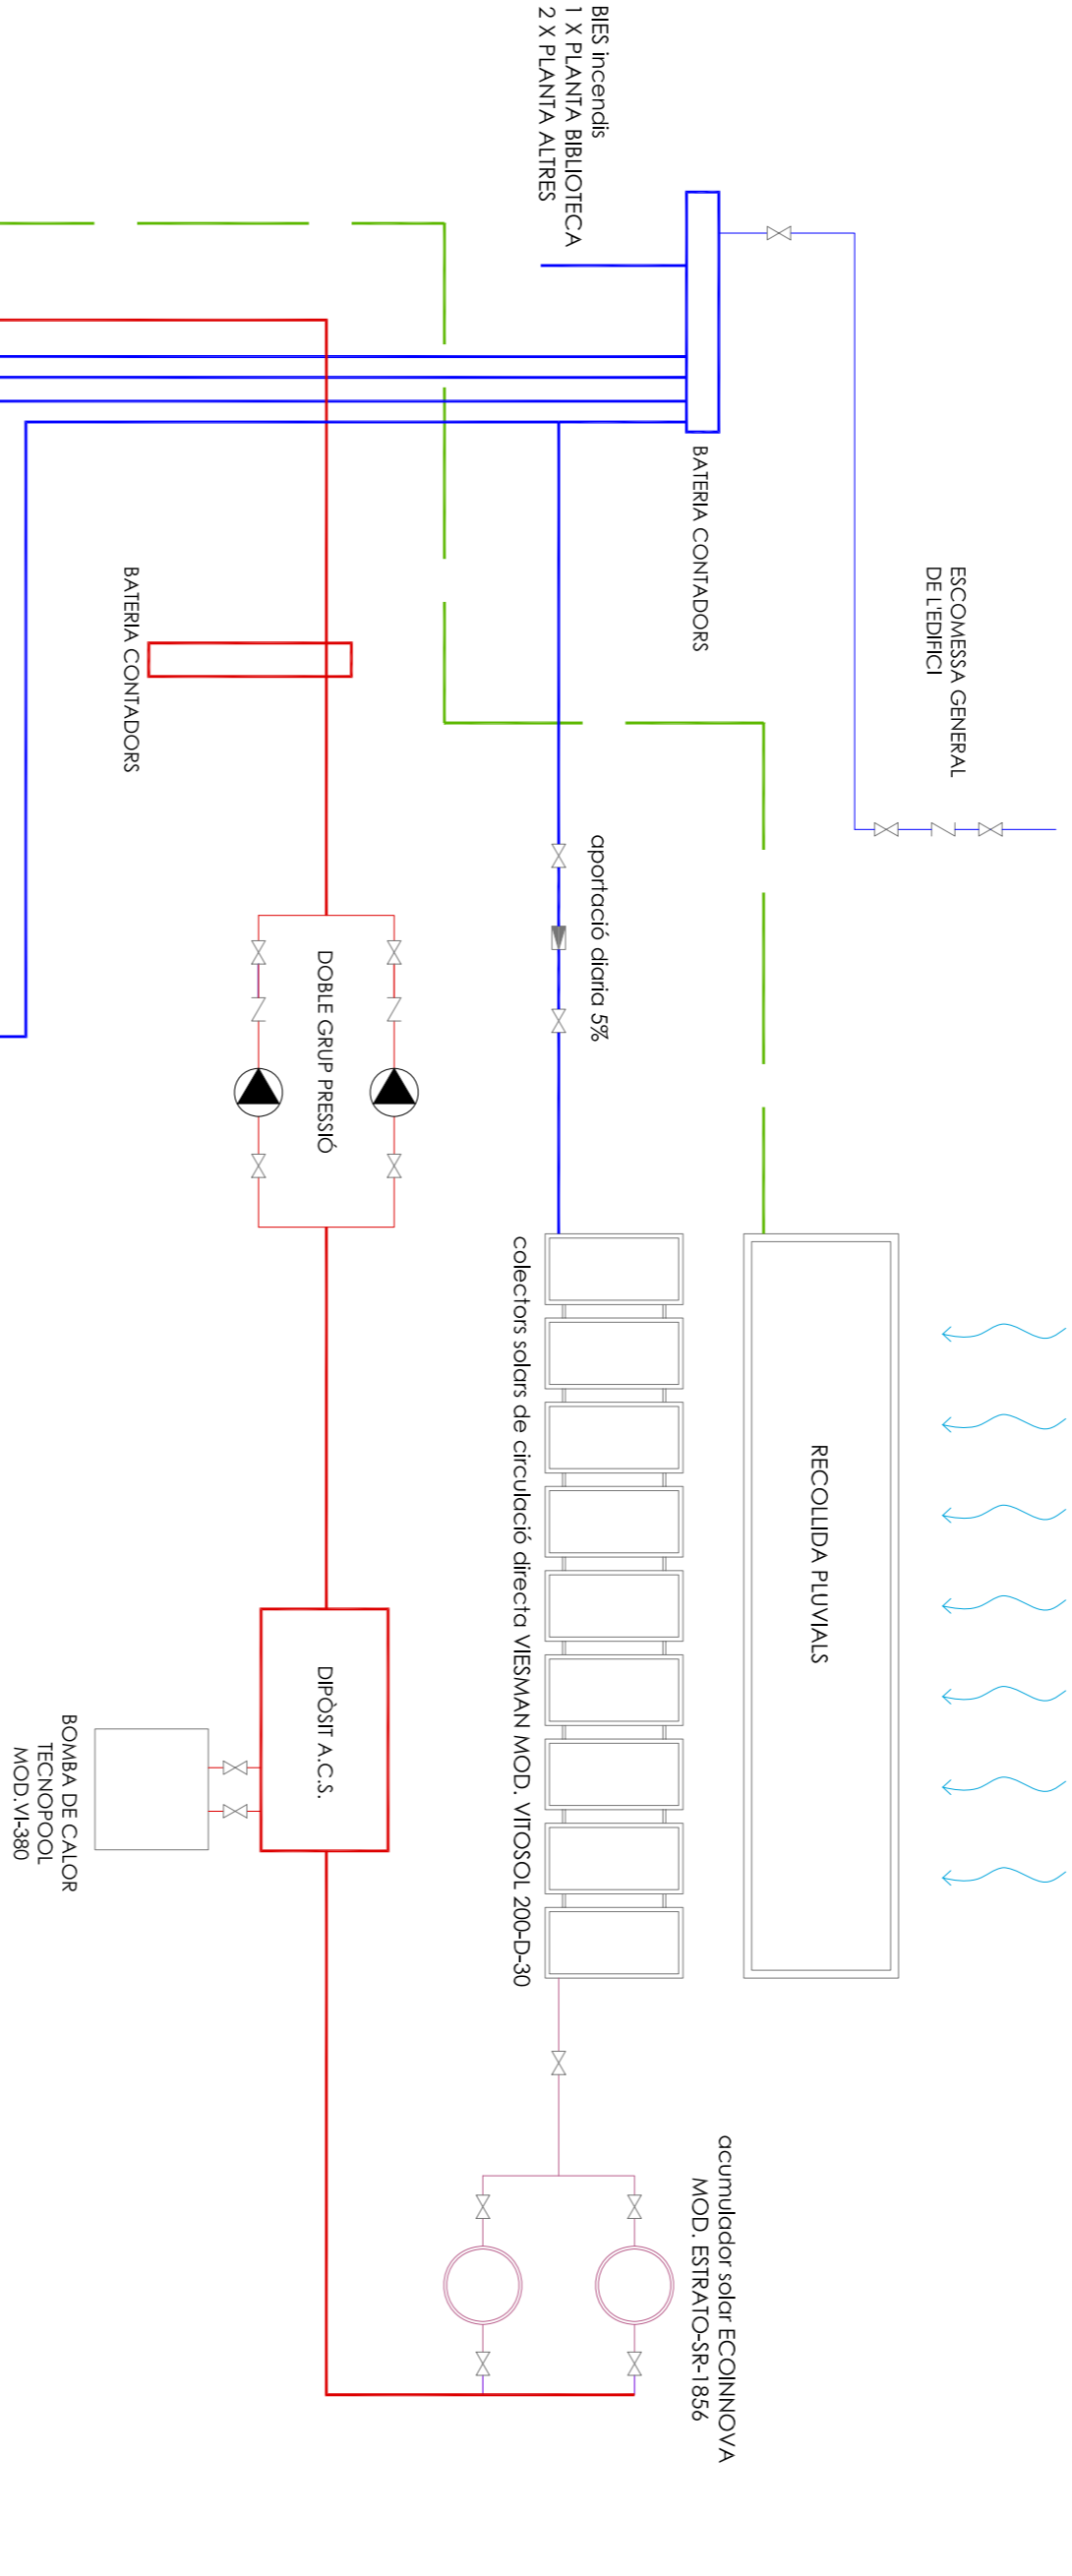 BIES incendis
1 X PLANTA BIBLIOTECA
2 X PLANTA ALTRES
BATERIA CONTADORS
ESCOMESSA GENERAL
DE L'EDIFICI
BATERIA CONTADORS
aportació diaria 5%
DOBLE GRUP PRESSIÓ
RECOLLIDA PLUVIALS
colectors solars de circulació directa VIESMAN MOD. VITOSOL 200-D-30
DIPÒSIT A.C.S.
BOMBA DE CALOR
TECNOPOOL
MOD.VI-380
acumulador solar ECOINNOVA
MOD. ESTRATO-SR-1856